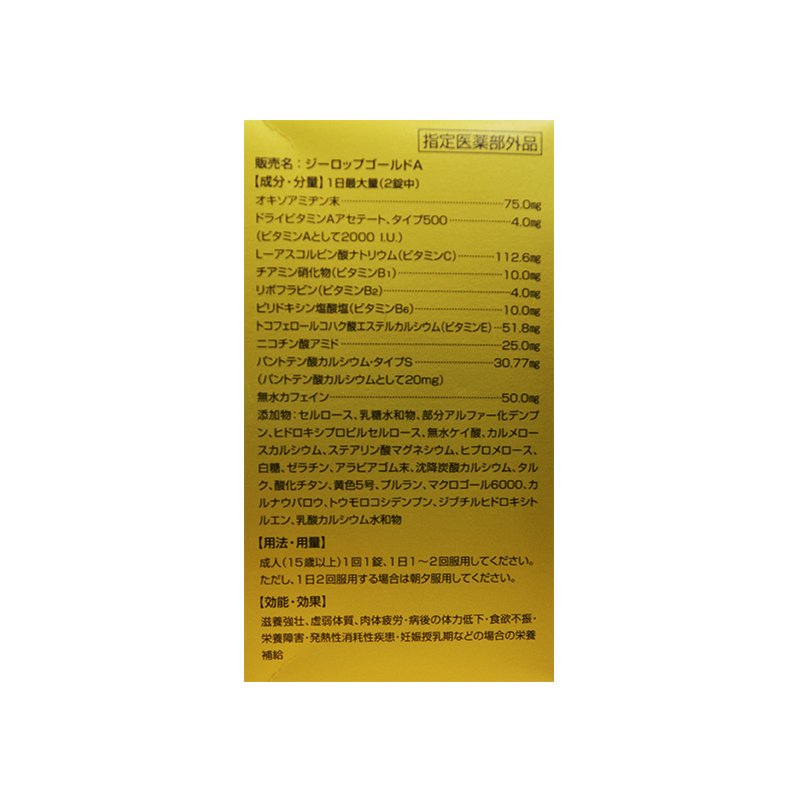 指定医薬部外品
販売名：ジーロップゴールドA
【成分・分量】1日最大量（2錠中）
オキソアミヂン末……75.0mg
ドライビタミンAアセテート、タイプ500……4.0mg
（ビタミンAとして2000 I.U.）
L－アスコルビン酸ナトリウム（ビタミンC）……112.6mg
チアミン硝化物（ビタミンB1）……10.0mg
リボフラビン（ビタミンB2）……4.0mg
ピリドキシン塩酸塩（ビタミンB6）……10.0mg
トコフェロールコハク酸エステルカルシウム（ビタミンE）…51.8mg
ニコチン酸アミド……25.0mg
パントテン酸カルシウム・タイプS……30.77mg
（パントテン酸カルシウムとして20mg）
無水カフェイン……50.0mg
添加物：セルロース、乳糖水和物、部分アルファー化デンプ
ン、ヒドロキシプロピルセルロース、無水ケイ酸、カルメロー
スカルシウム、ステアリン酸マグネシウム、ヒプロメロース、
白糖、ゼラチン、アラビアゴム末、沈降炭酸カルシウム、タル
ク、酸化チタン、黄色5号、プルラン、マクロゴール6000、カ
ルナウバロウ、トウモロコシデンプン、ジブチルヒドロキシト
ルエン、乳酸カルシウム水和物
【用法・用量】
成人（15歳以上）1回1錠、1日1～2回服用してください。
ただし、1日2回服用する場合は朝夕服用してください。
【効能・効果】
滋養強壮、虚弱体質、肉体疲労・病後の体力低下・食欲不振・
栄養障害・発熱性消耗性疾患・妊娠授乳期などの場合の栄養
補給